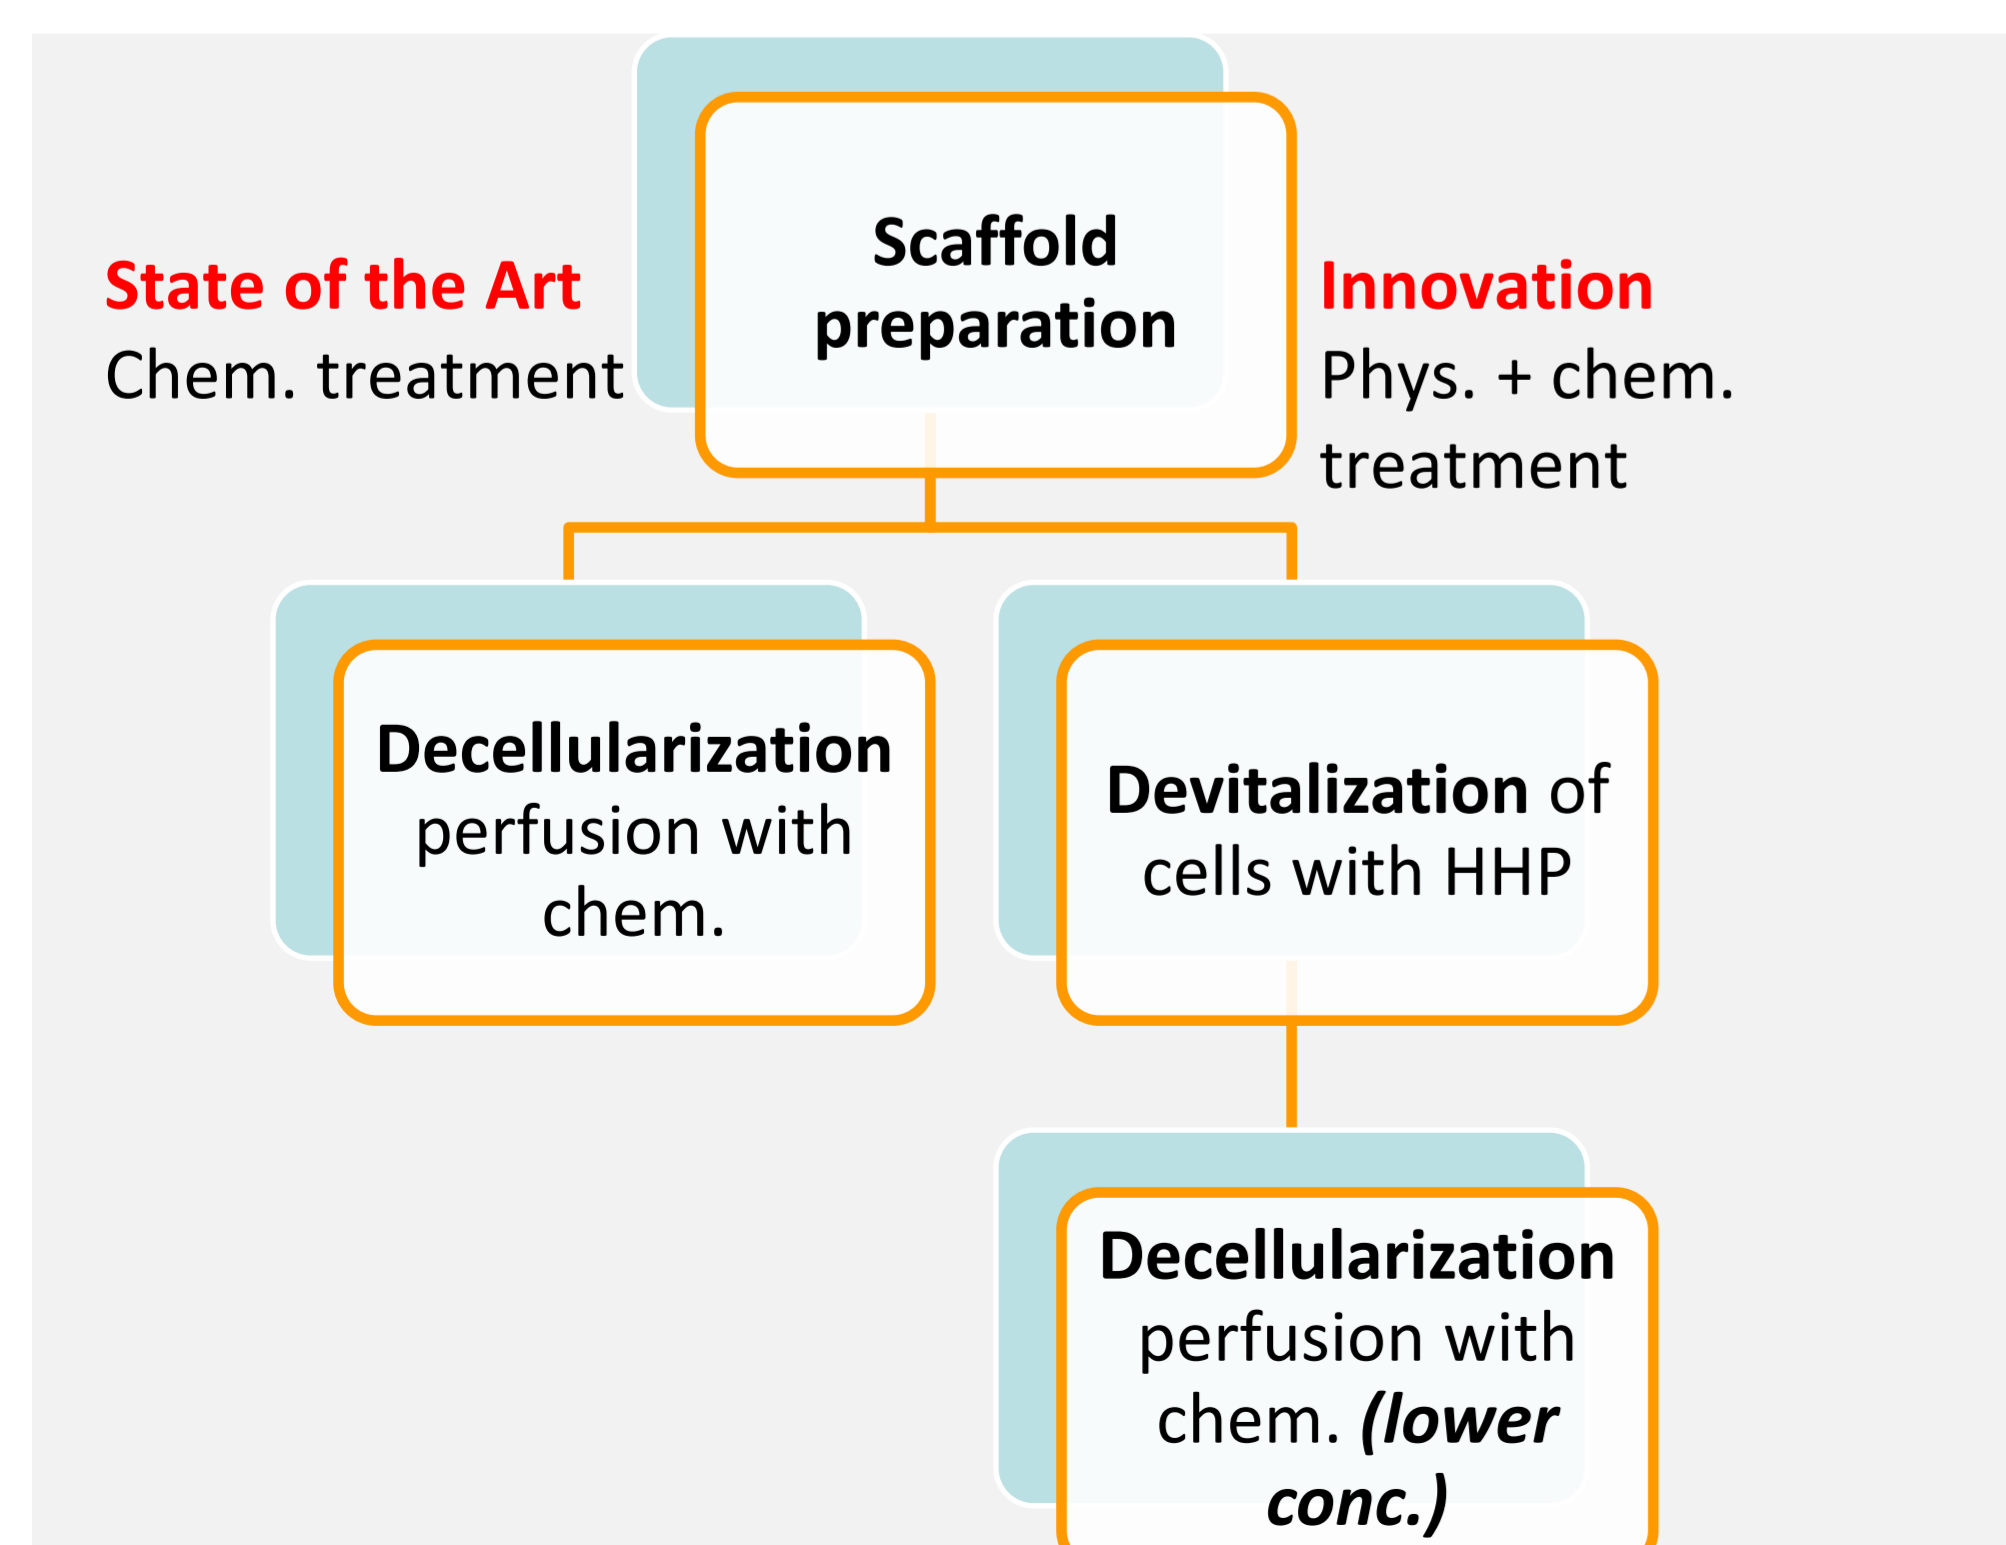 Scaffold
preparation
State of the Art
Chem. treatment
Innovation
Phys. + chem.
treatment
Decellularization
perfusion with
chem.
Devitalization of
cells with HHP
Decellularization
perfusion with
chem. (lower
conc.)